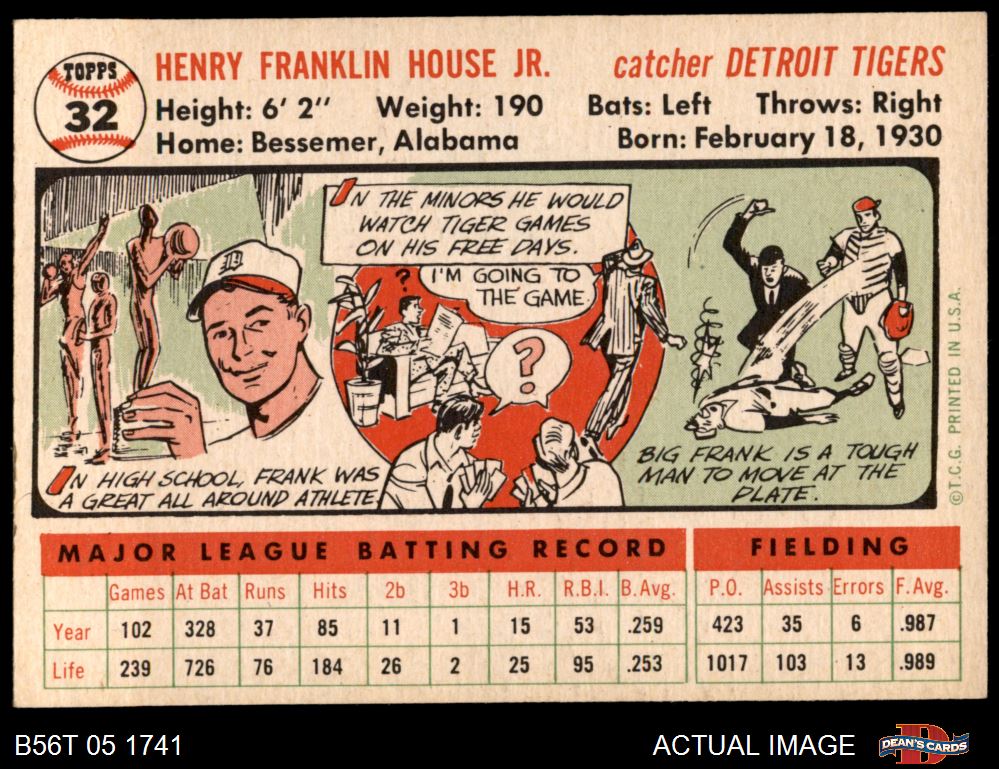 TOPPS
32
HENRY FRANKLIN HOUSE JR. catcher DETROIT TIGERS
Height: 6' 2" Weight: 190 Bats: Left Throws: Right
Home: Bessemer, Alabama Born: February 18, 1930
D
IN HIGH SCHOOL, FRANK WAS
A GREAT ALL AROUND ATHLETE.
IN THE MINORS HE WOULD
WATCH TIGER GAMES
ON HIS FREE DAYS.
?
I'M GOING TO
THE GAME.
?
BIG FRANK IS A TOUGH
MAN TO MOVE AT THE
PLATE.
©T.C.G. PRINTED IN U.S.A.
MAJOR LEAGUE BATTING RECORD FIELDING
Games At Bat Runs Hits 2b 3b H.R. R.B.I. B.Avg. P.O. Assists Errors F.Avg.
Year 102 328 37 85 11 1 15 53 .259 423 35 6 .987
Life 239 726 76 184 26 2 25 95 .253 1017 103 13 .989
B56T 05 1741 ACTUAL IMAGE
D
DEAN'S CARDS